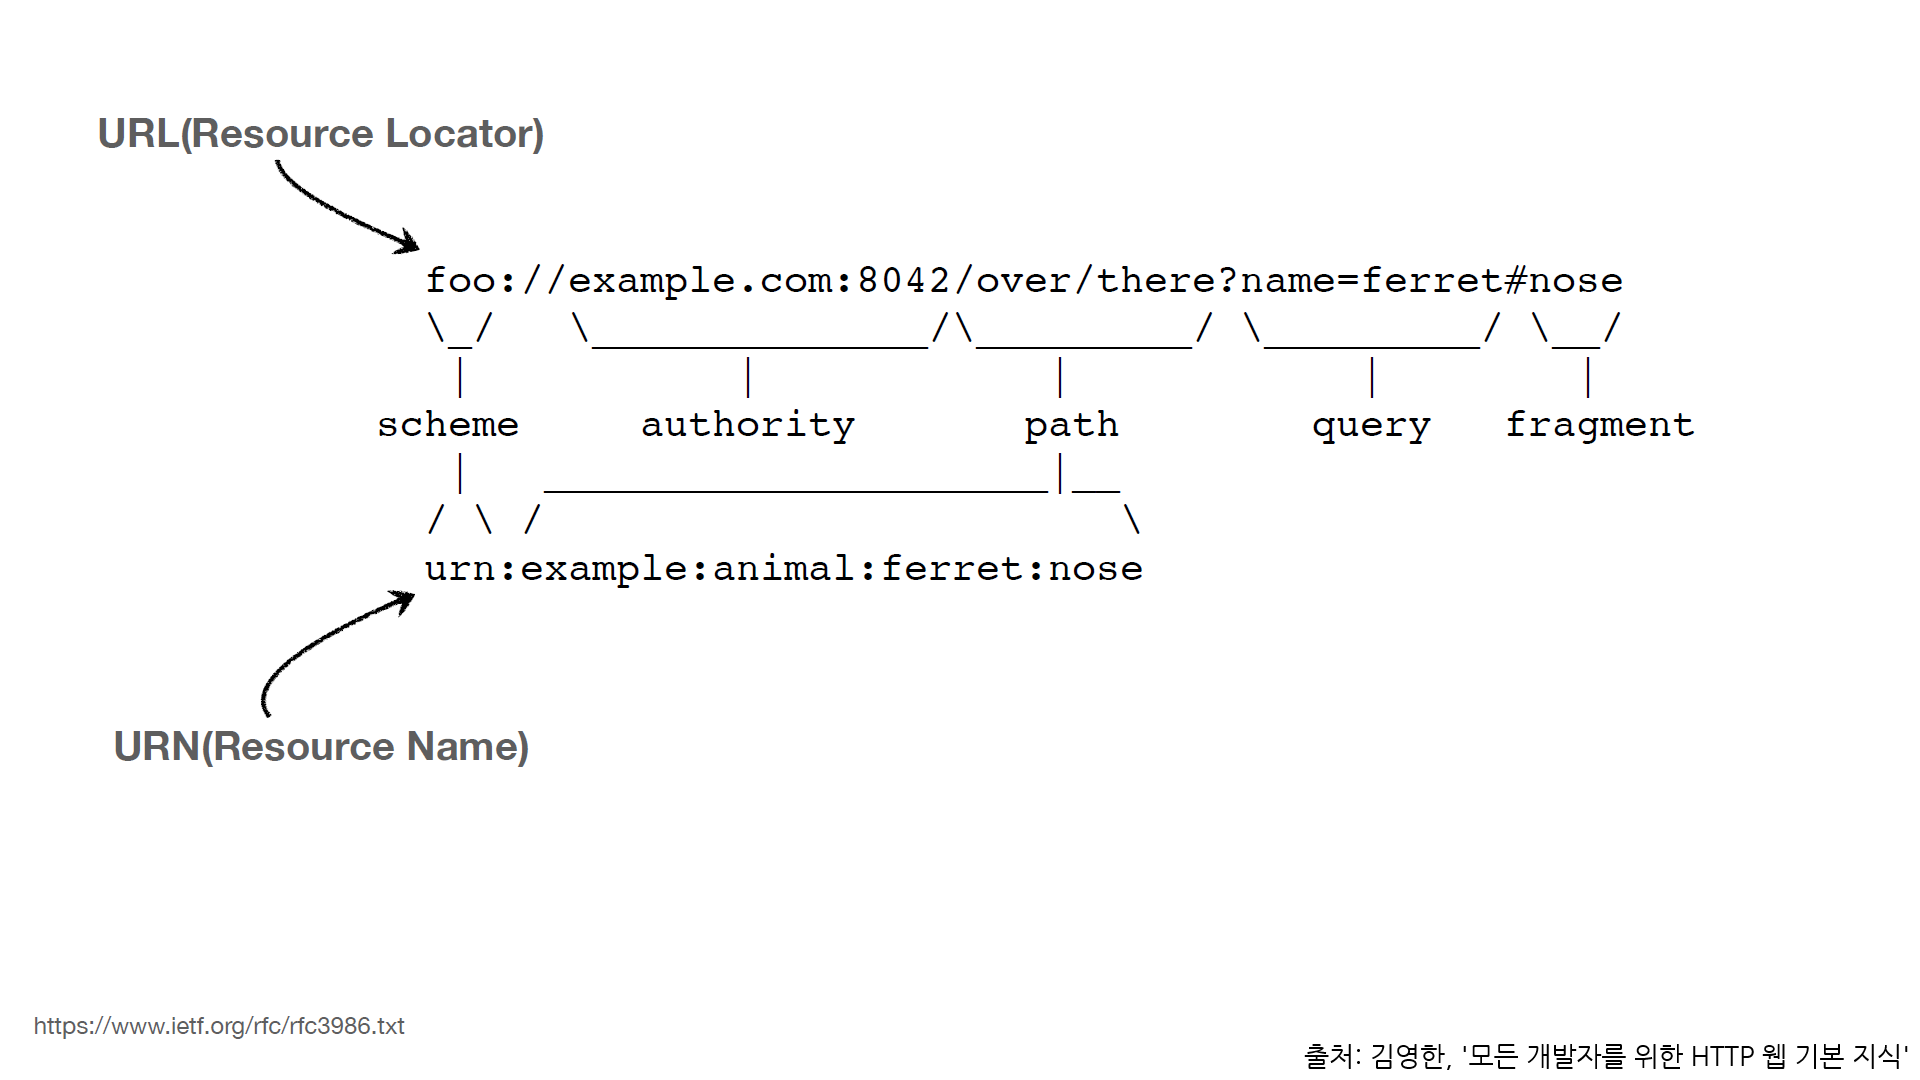 URL(Resource Locator)
foo://example.com:8042/over/there?name=ferret#nose
\_/   \______________/\_________/ \_________/ \__/
 |           |            |            |        |
scheme     authority       path        query   fragment
 |   _____________________|__
/ \ /                        \
urn:example:animal:ferret:nose
URN(Resource Name)
https://www.ietf.org/rfc/rfc3986.txt
출처: 김영한, '모든 개발자를 위한 HTTP 웹 기본 지식'